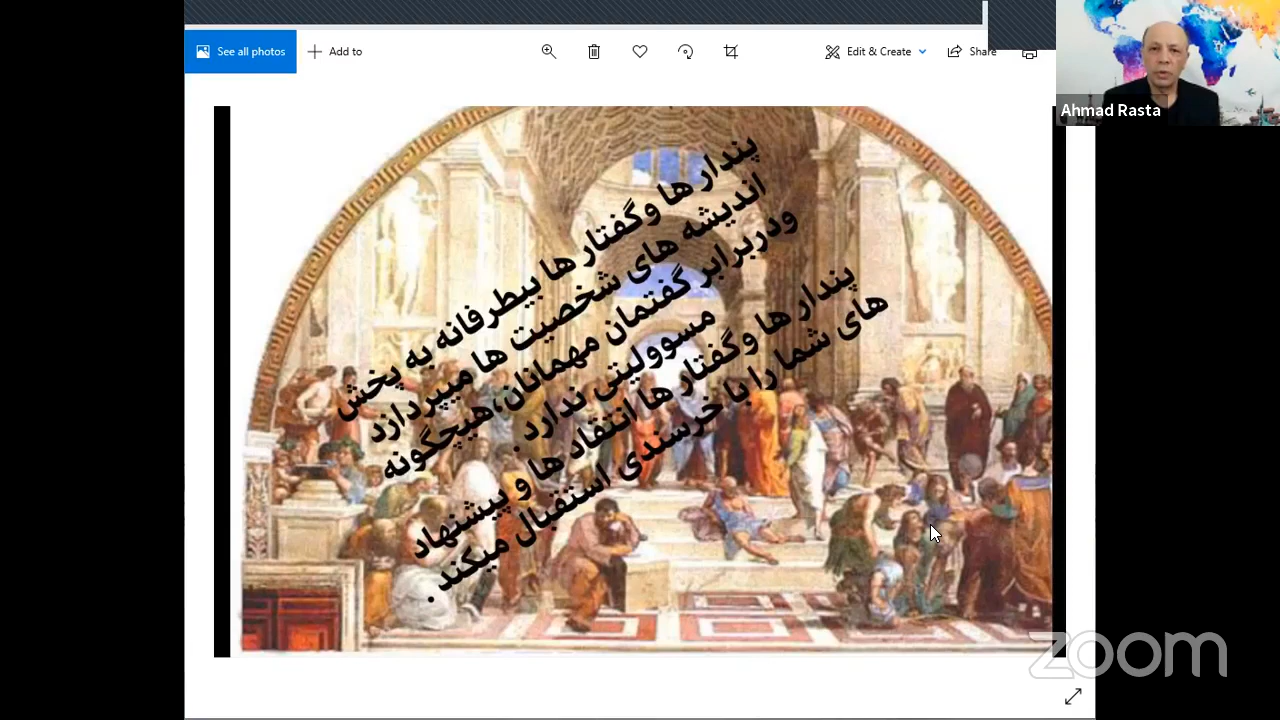 See all photos
Add to
Edit & Create
Share
Ahmad Rasta
پندار ها وگفتار ها بیطرفانه به پخش
اندیشه های شخصیت ها میپردازد
ودربرابر گفتمان مهمانان،هیچگونه
مسوولیتی ندارد.
پندار ها وگفتار ها انتقاد ها و پیشنهاد
های شما را با خرسندی استقبال میکند.
zoom